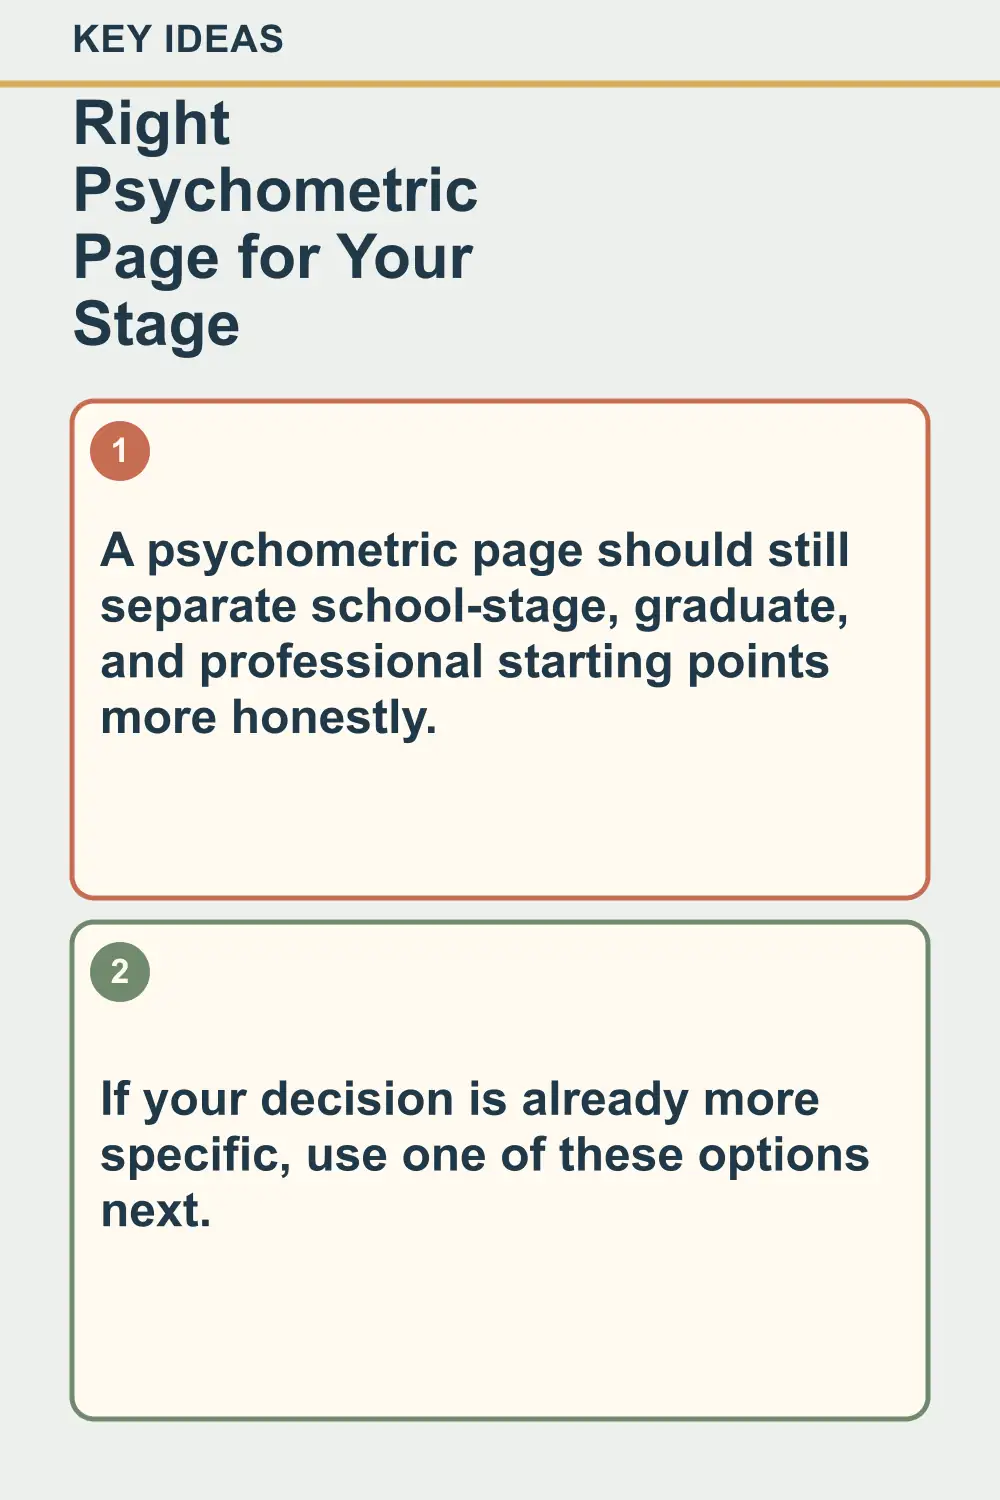 KEY IDEAS
Right
Psychometric
Page for Your
Stage
1
A psychometric page should still
separate school-stage, graduate,
and professional starting points
more honestly.
2
If your decision is already more
specific, use one of these options
next.